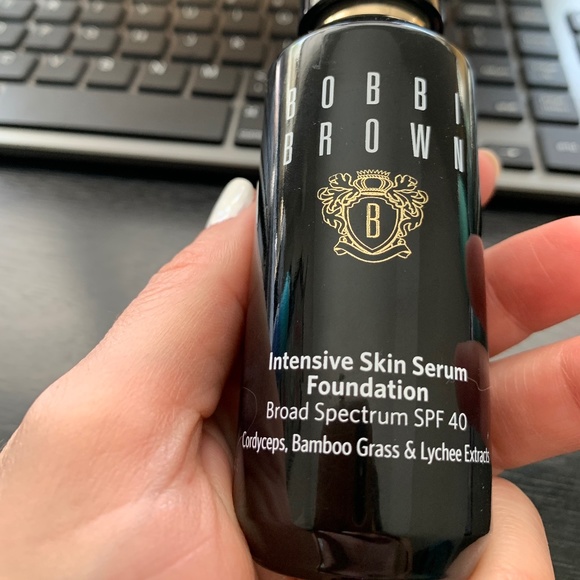 BOBBI
BROWN
B
Intensive Skin Serum
Foundation
Broad Spectrum SPF 40
Cordyceps, Bamboo Grass & Lychee Extracts